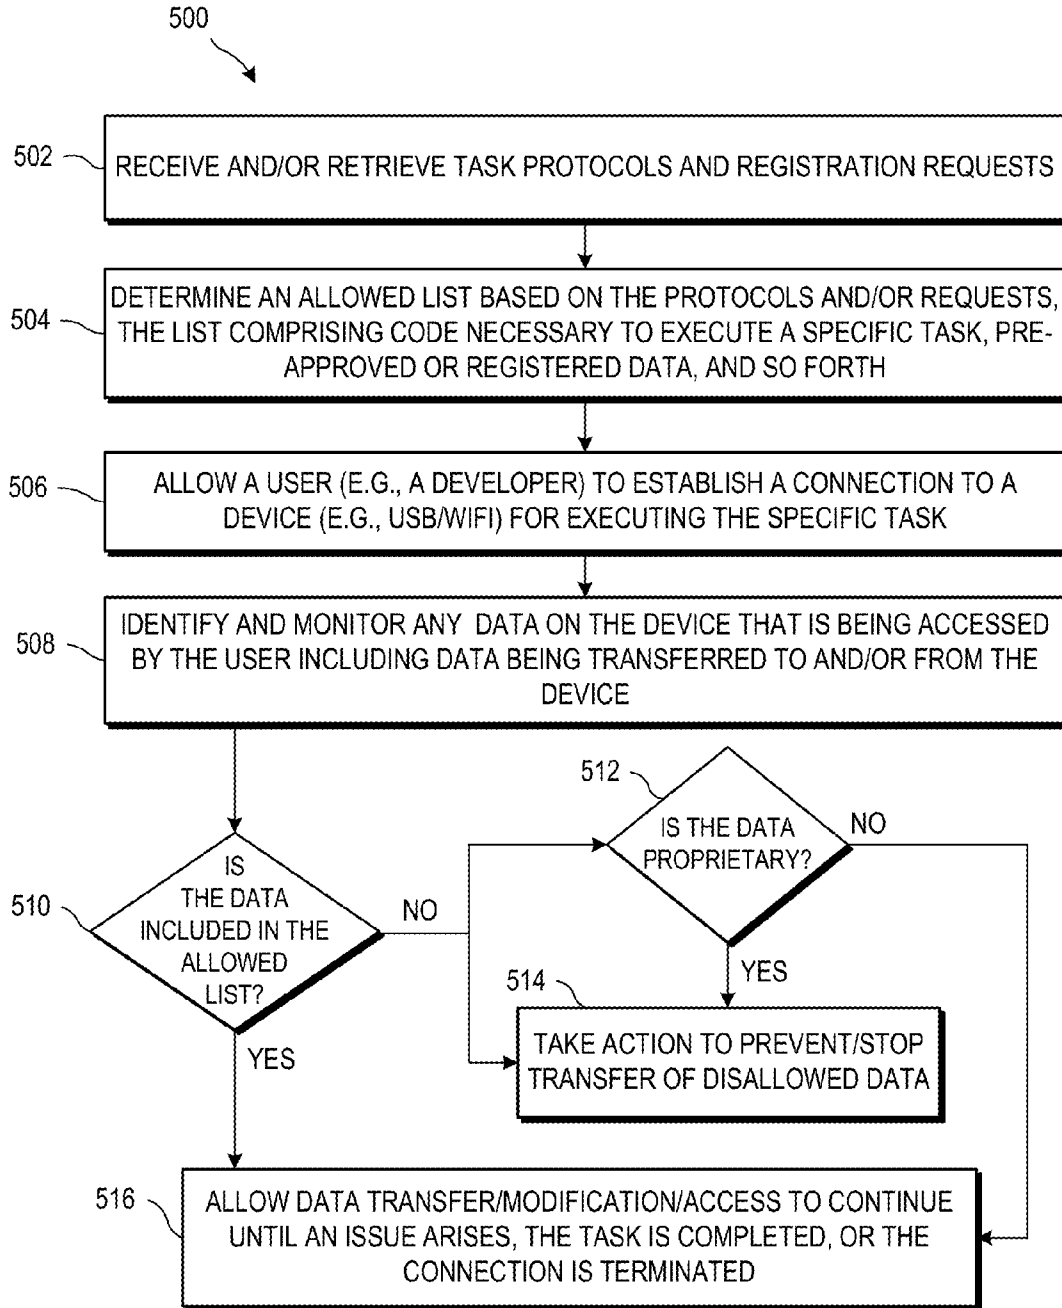 500
502
RECEIVE AND/OR RETRIEVE TASK PROTOCOLS AND REGISTRATION REQUESTS
504
DETERMINE AN ALLOWED LIST BASED ON THE PROTOCOLS AND/OR REQUESTS,
THE LIST COMPRISING CODE NECESSARY TO EXECUTE A SPECIFIC TASK, PRE-
APPROVED OR REGISTERED DATA, AND SO FORTH
506
ALLOW A USER (E.G., A DEVELOPER) TO ESTABLISH A CONNECTION TO A
DEVICE (E.G., USB/WIFI) FOR EXECUTING THE SPECIFIC TASK
508
IDENTIFY AND MONITOR ANY DATA ON THE DEVICE THAT IS BEING ACCESSED
BY THE USER INCLUDING DATA BEING TRANSFERRED TO AND/OR FROM THE
DEVICE
512
IS THE DATA
PROPRIETARY?
NO
510
IS
THE DATA
INCLUDED IN THE
ALLOWED
LIST?
NO
YES
514
TAKE ACTION TO PREVENT/STOP
TRANSFER OF DISALLOWED DATA
YES
516
ALLOW DATA TRANSFER/MODIFICATION/ACCESS TO CONTINUE
UNTIL AN ISSUE ARISES, THE TASK IS COMPLETED, OR THE
CONNECTION IS TERMINATED